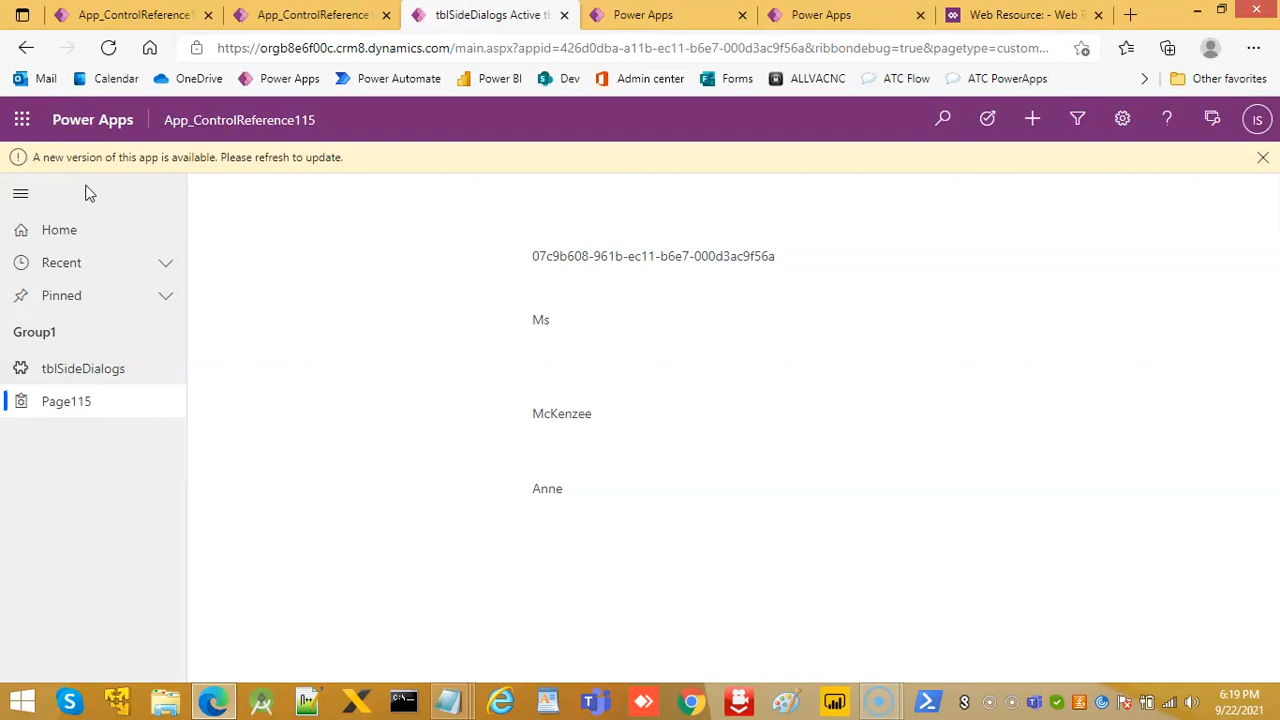 App_ControlReference1
App_ControlReference
tblSideDialogs Active t
Power Apps
Power Apps
Web Resource: - Web R
https://orgb8e6f00c.crm8.dynamics.com/main.aspx?appid=426d0dba-a11b-ec11-b6e7-000d3ac9f56a&ribbondebug=true&pagetype=custom...
Mail
Calendar
OneDrive
Power Apps
Power Automate
Power BI
Dev
Admin center
Forms
ALLVACNC
ATC Flow
ATC PowerApps
Other favorites
Power Apps
App_ControlReference115
IS
A new version of this app is available. Please refresh to update.
Home
Recent
Pinned
Group1
tblSideDialogs
Page115
07c9b608-961b-ec11-b6e7-000d3ac9f56a
Ms
McKenzee
Anne
6:19 PM
9/22/2021